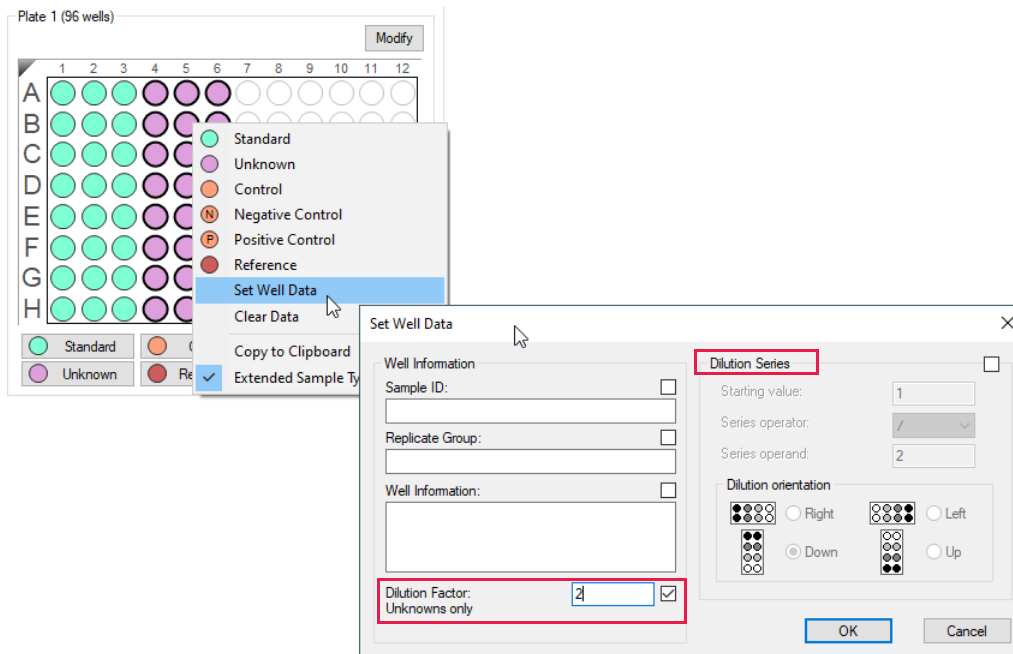 Plate 1 (96 wells)
Modify
1 2 3 4 5 6 7 8 9 10 11 12
A
B
C
D
E
F
G
H
Standard
Unknown
Control
N Negative Control
P Positive Control
Reference
Set Well Data
Clear Data
Copy to Clipboard
Extended Sample Ty
Standard
Unknown
Re
Set Well Data
Well Information
Sample ID:
Replicate Group:
Well Information:
Dilution Factor: 2
Unknowns only
Dilution Series
Starting value: 1
Series operator: /
Series operand: 2
Dilution orientation
Right
Left
Down
Up
OK
Cancel